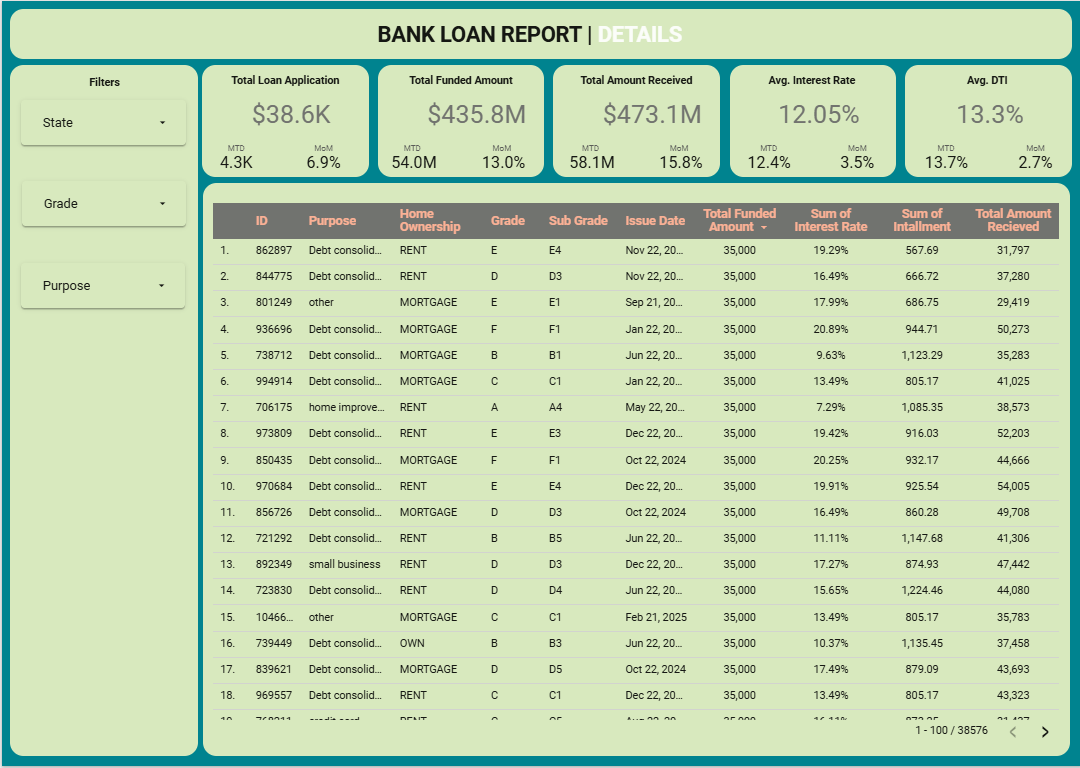 BANK LOAN REPORT | DETAILS
Filters
State
Grade
Purpose
Total Loan Application
$38.6K
MTD MoM
4.3K 6.9%
Total Funded Amount
$435.8M
MTD MoM
54.0M 13.0%
Total Amount Received
$473.1M
MTD MoM
58.1M 15.8%
Avg. Interest Rate
12.05%
MTD MoM
12.4% 3.5%
Avg. DTI
13.3%
MTD MoM
13.7% 2.7%
ID Purpose Home Ownership Grade Sub Grade Issue Date Total Funded Amount Sum of Interest Rate Sum of Intallment Total Amount Recieved
1. 862897 Debt consolid... RENT E E4 Nov 22, 20... 35,000 19.29% 567.69 31,797
2. 844775 Debt consolid... RENT D D3 Nov 22, 20... 35,000 16.49% 666.72 37,280
3. 801249 other MORTGAGE E E1 Sep 21, 20... 35,000 17.99% 686.75 29,419
4. 936696 Debt consolid... MORTGAGE F F1 Jan 22, 20... 35,000 20.89% 944.71 50,273
5. 738712 Debt consolid... MORTGAGE B B1 Jun 22, 20... 35,000 9.63% 1,123.29 35,283
6. 994914 Debt consolid... MORTGAGE C C1 Jan 22, 20... 35,000 13.49% 805.17 41,025
7. 706175 home improve... RENT A A4 May 22, 20... 35,000 7.29% 1,085.35 38,573
8. 973809 Debt consolid... RENT E E3 Dec 22, 20... 35,000 19.42% 916.03 52,203
9. 850435 Debt consolid... MORTGAGE F F1 Oct 22, 2024 35,000 20.25% 932.17 44,666
10. 970684 Debt consolid... RENT E E4 Dec 22, 20... 35,000 19.91% 925.54 54,005
11. 856726 Debt consolid... MORTGAGE D D3 Oct 22, 2024 35,000 16.49% 860.28 49,708
12. 721292 Debt consolid... RENT B B5 Jun 22, 20... 35,000 11.11% 1,147.68 41,306
13. 892349 small business RENT D D3 Dec 22, 20... 35,000 17.27% 874.93 47,442
14. 723830 Debt consolid... RENT D D4 Jun 22, 20... 35,000 15.65% 1,224.46 44,080
15. 10466... other MORTGAGE C C1 Feb 21, 2025 35,000 13.49% 805.17 35,783
16. 739449 Debt consolid... OWN B B3 Jun 22, 20... 35,000 10.37% 1,135.45 37,458
17. 839621 Debt consolid... MORTGAGE D D5 Oct 22, 2024 35,000 17.49% 879.09 43,693
18. 969557 Debt consolid... RENT C C1 Dec 22, 20... 35,000 13.49% 805.17 43,323
1 - 100 / 38576